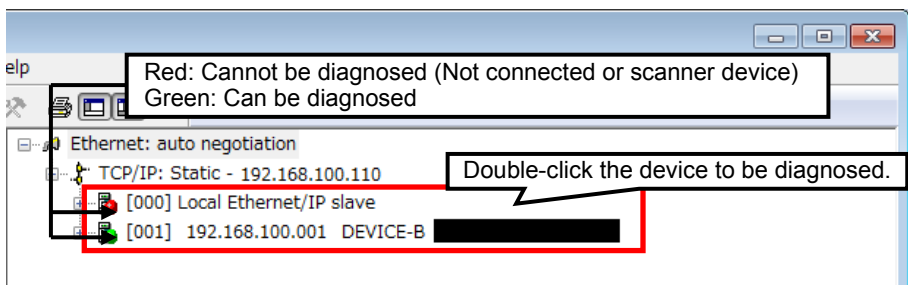 elp
Red: Cannot be diagnosed (Not connected or scanner device)
Green: Can be diagnosed
Ethernet: auto negotiation
TCP/IP: Static - 192.168.100.110
Double-click the device to be diagnosed.
[000] Local Ethernet/IP slave
[001] 192.168.100.001 DEVICE-B